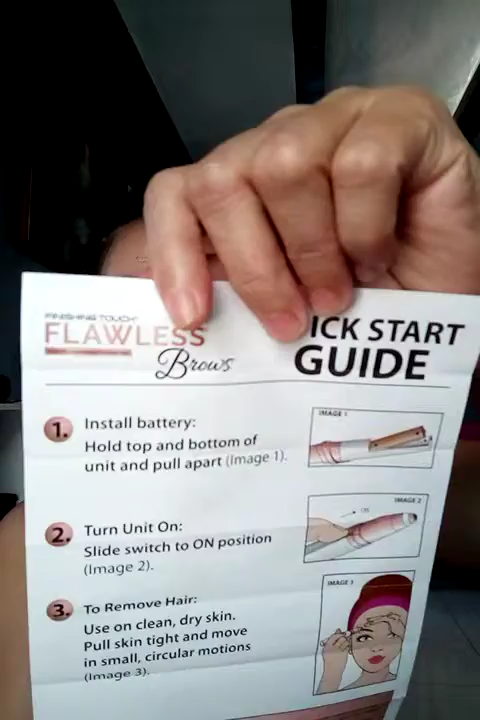 FINISHING TOUCH
FLAWLESS
Brows
ICK START
GUIDE
1. Install battery:
Hold top and bottom of
unit and pull apart (Image 1).
IMAGE 1
2. Turn Unit On:
Slide switch to ON position
(Image 2).
IMAGE 2
ON
3. To Remove Hair:
Use on clean, dry skin.
Pull skin tight and move
in small, circular motions
(Image 3).
IMAGE 3